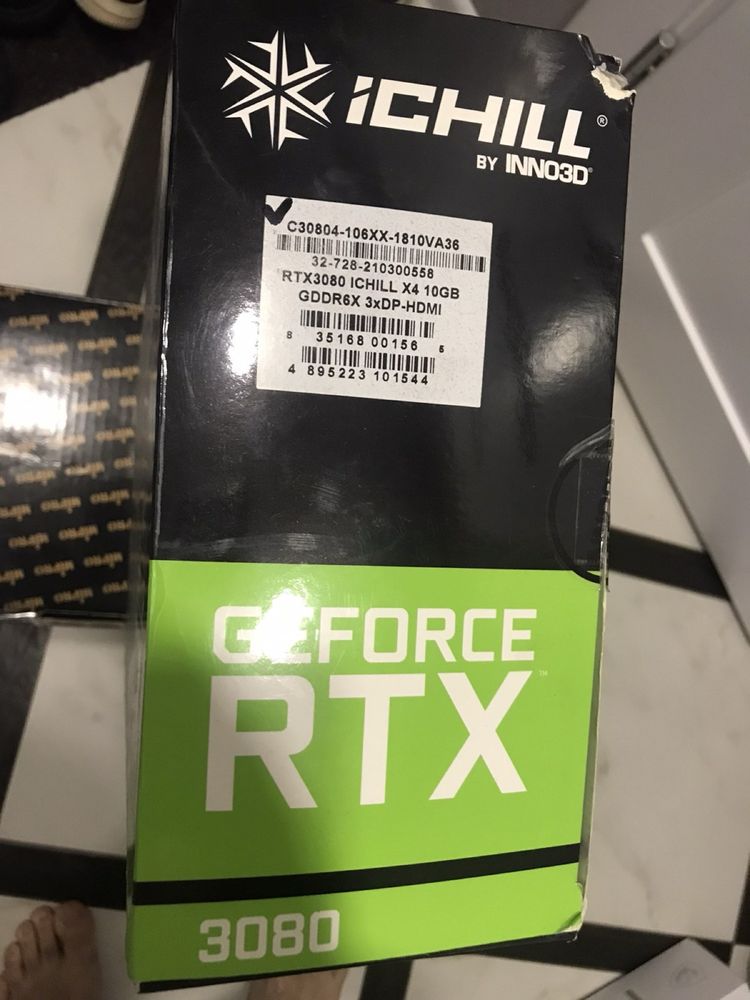 iCHILL®
BY INNO3D®
C30804-106XX-1810VA36
32-728-210300558
RTX3080 ICHILL X4 10GB
GDDR6X 3xDP-HDMI
8 35168 00156 5
4 895223 101544
GEFORCE
RTX™
3080